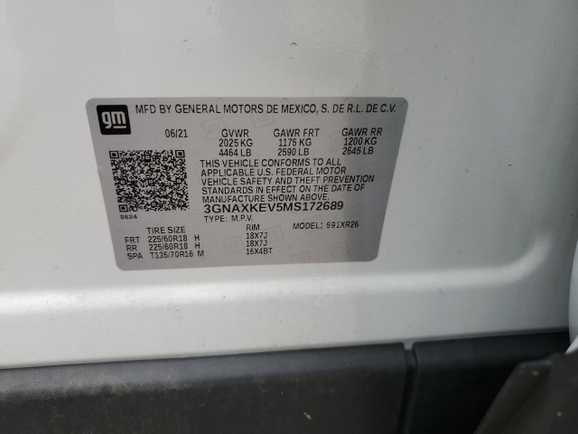 gm
MFD BY GENERAL MOTORS DE MEXICO, S. DE R.L. DE C.V.
06/21 GVWR GAWR FRT GAWR RR
2025 KG 1175 KG 1200 KG
4464 LB 2590 LB 2645 LB
THIS VEHICLE CONFORMS TO ALL
APPLICABLE U.S. FEDERAL MOTOR
VEHICLE SAFETY AND THEFT PREVENTION
STANDARDS IN EFFECT ON THE DATE OF
MANUFACTURE SHOWN ABOVE.
3GNAXKEV5MS172689
TYPE: M.P.V. MODEL: 691XR26
TIRE SIZE RIM
FRT 225/60R18 H 18X7J
RR 225/60R18 H 18X7J
SPA T135/70R16 M 16X4BT